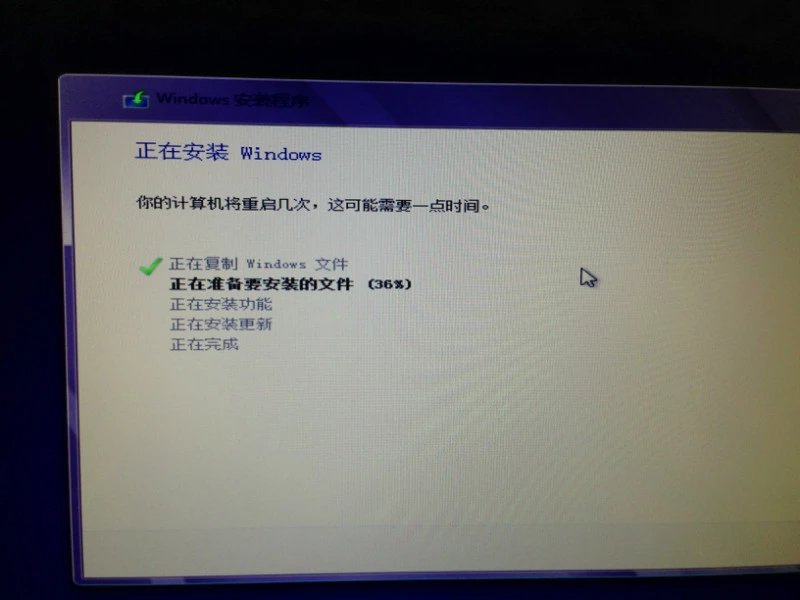 Windows 安装程序
正在安装 Windows
你的计算机将重启几次，这可能需要一点时间。
正在复制 Windows 文件
正在准备要安装的文件 (36%)
正在安装功能
正在安装更新
正在完成